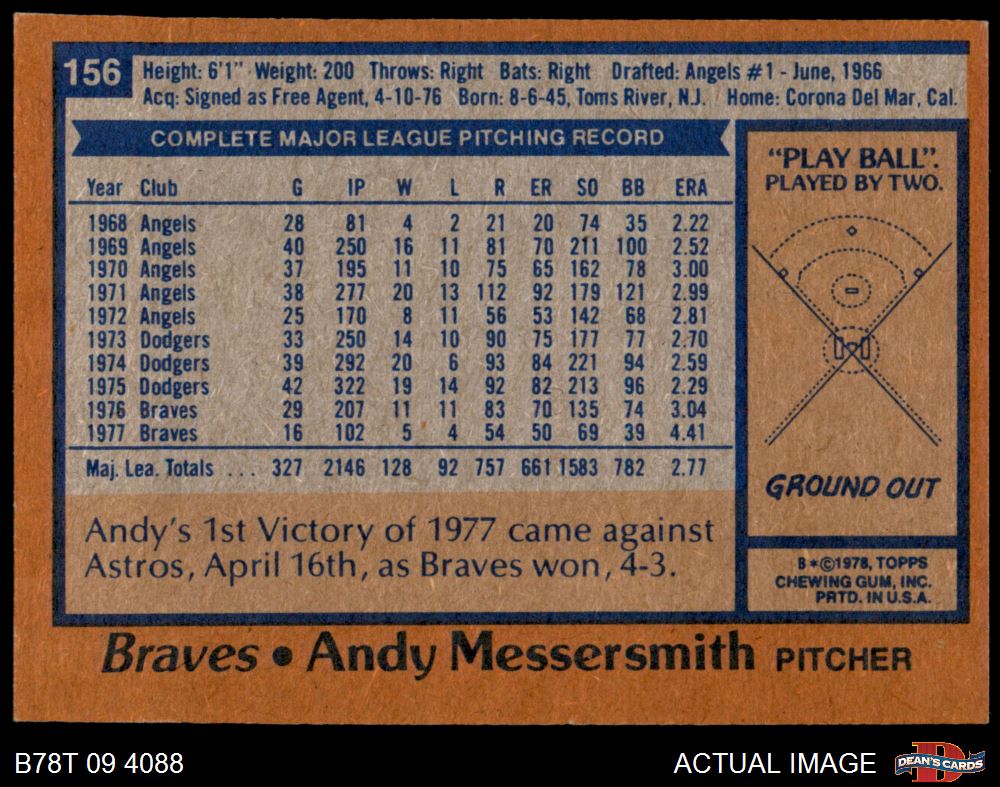 156
Height: 6'1" Weight: 200 Throws: Right Bats: Right Drafted: Angels #1 - June, 1966
Acq: Signed as Free Agent, 4-10-76 Born: 8-6-45, Toms River, N.J. Home: Corona Del Mar, Cal.
COMPLETE MAJOR LEAGUE PITCHING RECORD
Year Club G IP W L R ER SO BB ERA
1968 Angels 28 81 4 2 21 20 74 35 2.22
1969 Angels 40 250 16 11 81 70 211 100 2.52
1970 Angels 37 195 11 10 75 65 162 78 3.00
1971 Angels 38 277 20 13 112 92 179 121 2.99
1972 Angels 25 170 8 11 56 53 142 68 2.81
1973 Dodgers 33 250 14 10 90 75 177 77 2.70
1974 Dodgers 39 292 20 6 93 84 221 94 2.59
1975 Dodgers 42 322 19 14 92 82 213 96 2.29
1976 Braves 29 207 11 11 83 70 135 74 3.04
1977 Braves 16 102 5 4 54 50 69 39 4.41
Maj. Lea. Totals ... 327 2146 128 92 757 661 1583 782 2.77
Andy's 1st Victory of 1977 came against
Astros, April 16th, as Braves won, 4-3.
"PLAY BALL".
PLAYED BY TWO.
GROUND OUT
B*©1978, TOPPS
CHEWING GUM, INC.
PRTD. IN U.S.A.
Braves • Andy Messersmith PITCHER
B78T 09 4088
ACTUAL IMAGE
D
DEAN'S CARDS